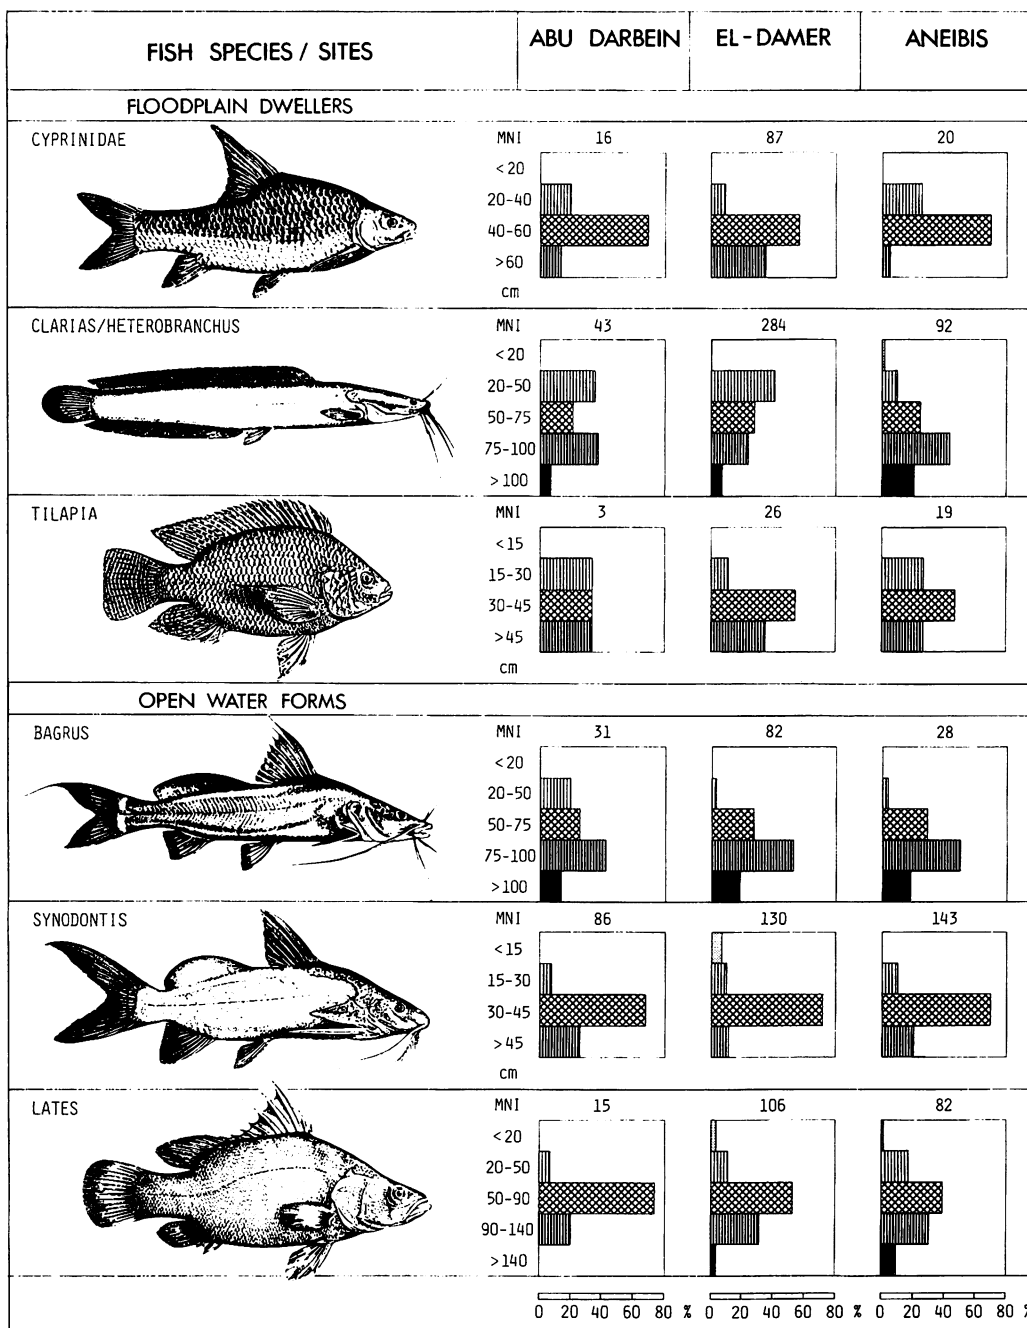 FISH SPECIES / SITES
ABU DARBEIN
EL-DAMER
ANEIBIS
FLOODPLAIN DWELLERS
CYPRINIDAE
MNI 16 87 20
<20
20-40
40-60
>60
cm
CLARIAS/HETEROBRANCHUS
MNI 43 284 92
<20
20-50
50-75
75-100
>100
TILAPIA
MNI 3 26 19
<15
15-30
30-45
>45
cm
OPEN WATER FORMS
BAGRUS
MNI 31 82 28
<20
20-50
50-75
75-100
>100
SYNODONTIS
MNI 86 130 143
<15
15-30
30-45
>45
cm
LATES
MNI 15 106 82
<20
20-50
50-90
90-140
>140
0 20 40 60 80 % 0 20 40 60 80 % 0 20 40 60 80 %